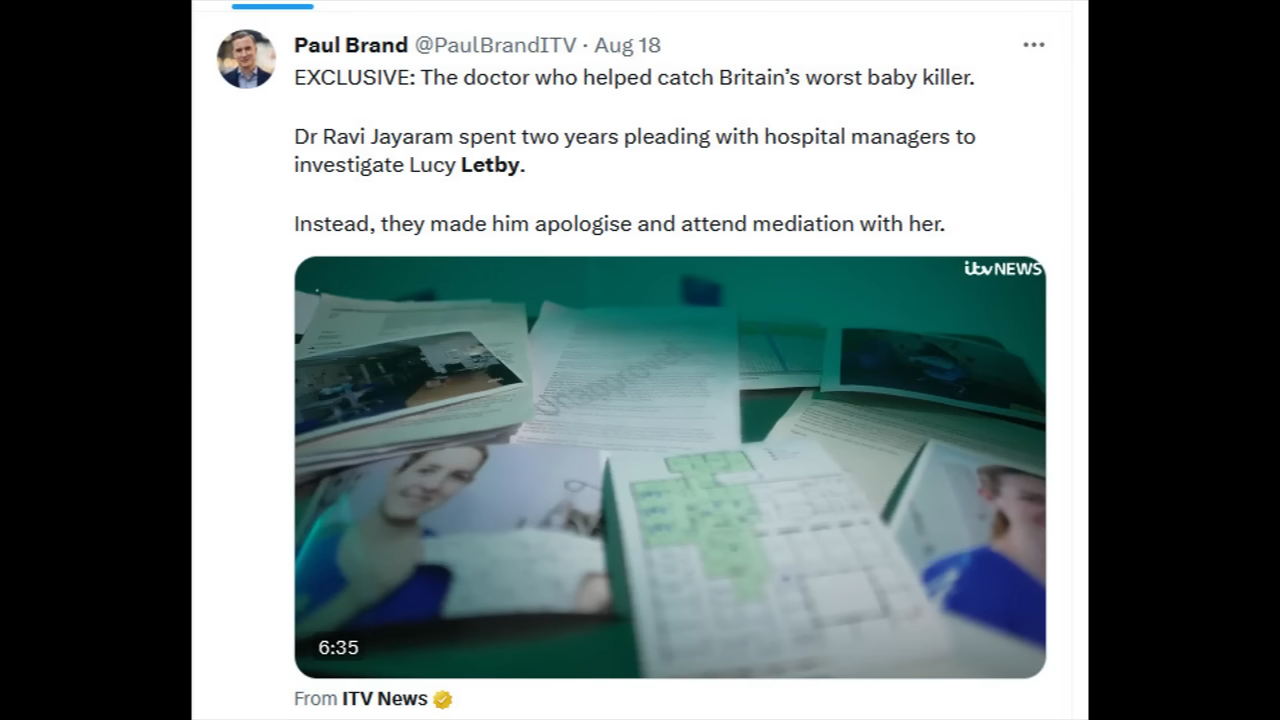 Paul Brand @PaulBrandITV · Aug 18
EXCLUSIVE: The doctor who helped catch Britain’s worst baby killer.
Dr Ravi Jayaram spent two years pleading with hospital managers to
investigate Lucy Letby.
Instead, they made him apologise and attend mediation with her.
itv NEWS
Unapproved
6:35
From ITV News